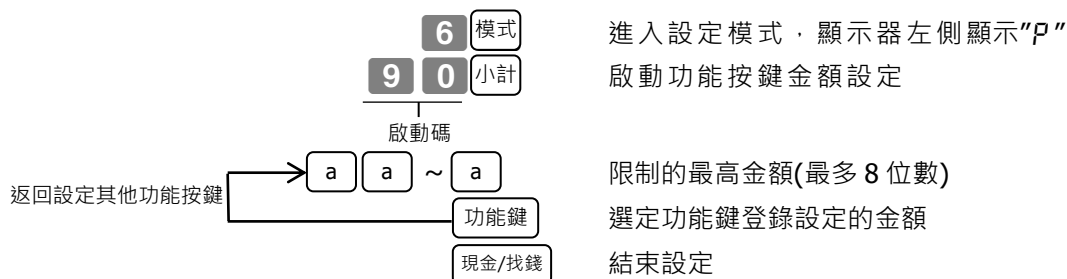 6 模式 進入設定模式，顯示器左側顯示"P"
9 0 小計 啟動功能按鍵金額設定
啟動碼
a a ~ a 限制的最高金額(最多 8 位數)
返回設定其他功能按鍵
功能鍵 選定功能鍵登錄設定的金額
現金/找錢 結束設定